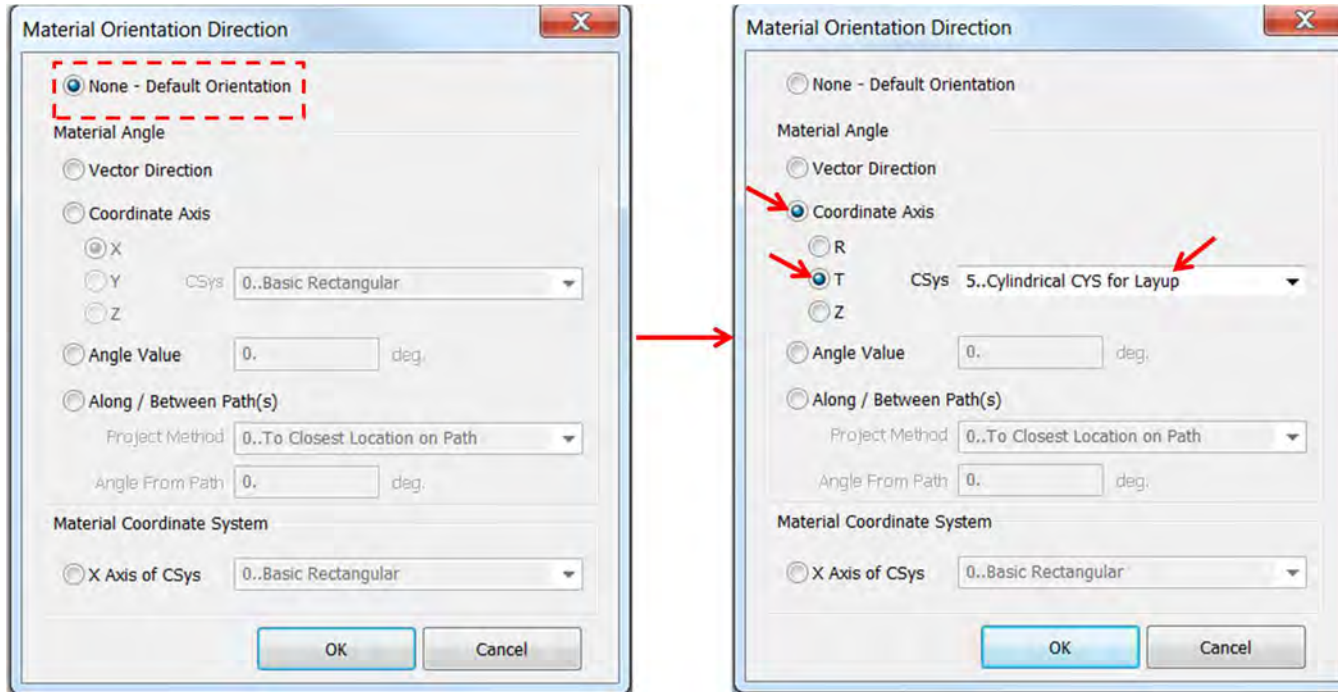 Material Orientation Direction
None - Default Orientation
Material Angle
Vector Direction
Coordinate Axis
X
Y CSys 0..Basic Rectangular
Z
Angle Value 0. deg.
Along / Between Path(s)
Project Method 0..To Closest Location on Path
Angle From Path 0. deg.
Material Coordinate System
X Axis of CSys 0..Basic Rectangular
OK Cancel
Material Orientation Direction
None - Default Orientation
Material Angle
Vector Direction
Coordinate Axis
R
T CSys 5..Cylindrical CYS for Layup
Z
Angle Value 0. deg.
Along / Between Path(s)
Project Method 0..To Closest Location on Path
Angle From Path 0. deg.
Material Coordinate System
X Axis of CSys 0..Basic Rectangular
OK Cancel